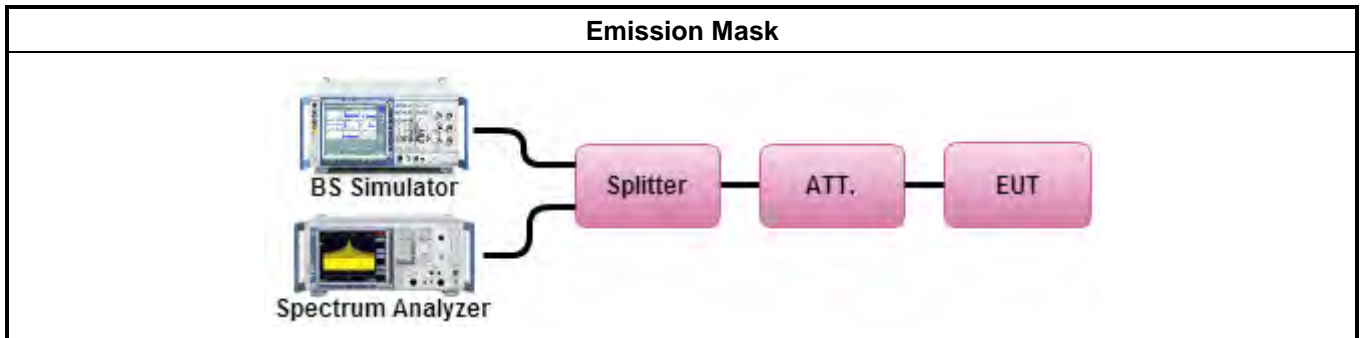 Emission Mask
BS Simulator
Splitter
ATT.
EUT
Spectrum Analyzer